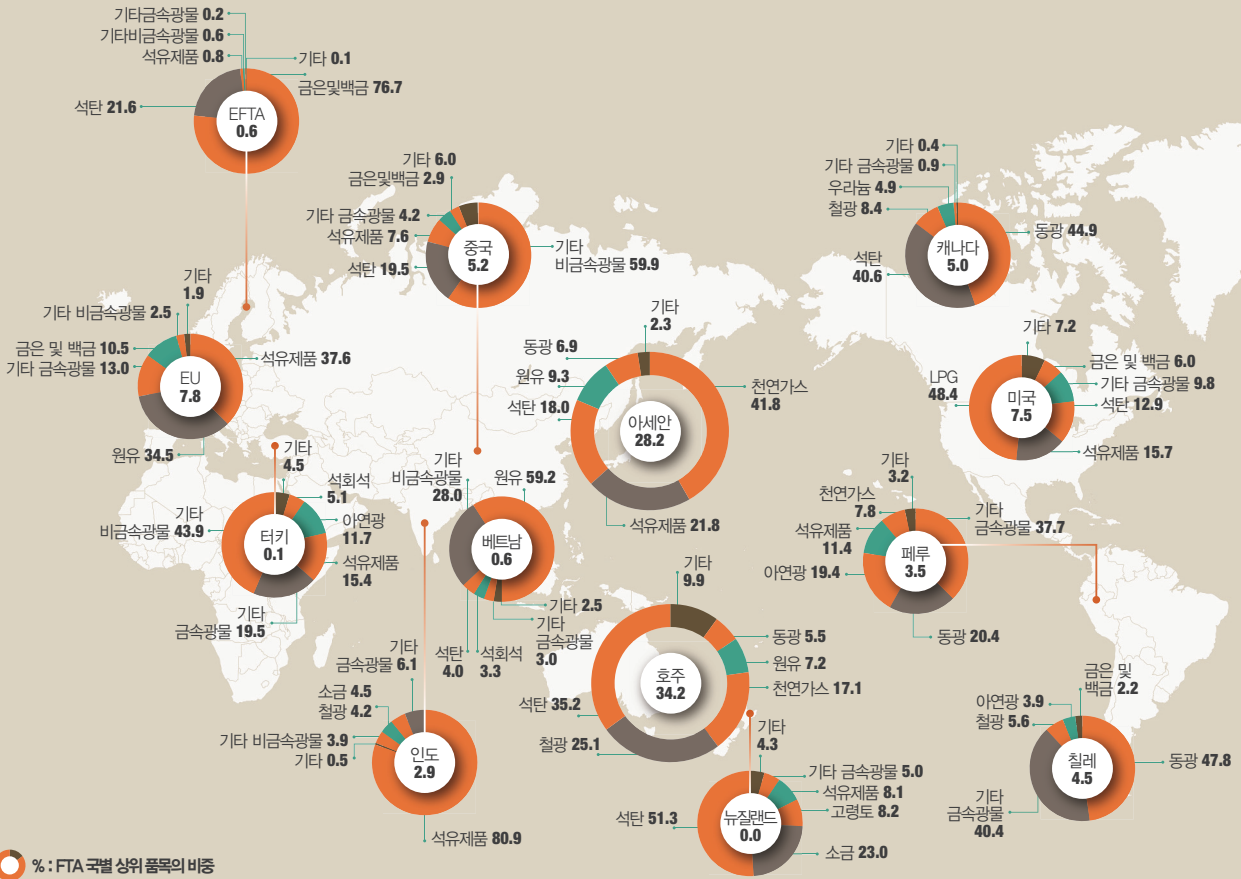 기타금속광물 0.2
기타비금속광물 0.6
석유제품 0.8
기타 0.1
금은및백금 76.7
석탄 21.6
EFTA
0.6
기타 6.0
금은및백금 2.9
기타 금속광물 4.2
석유제품 7.6
석탄 19.5
중국
5.2
기타
비금속광물 59.9
기타 0.4
기타 금속광물 0.9
우라늄 4.9
철광 8.4
동광 44.9
석탄
40.6
캐나다
5.0
기타
1.9
기타 비금속광물 2.5
금은 및 백금 10.5
기타 금속광물 13.0
석유제품 37.6
EU
7.8
원유 34.5
기타
2.3
동광 6.9
원유 9.3
석탄 18.0
천연가스
41.8
아세안
28.2
석유제품 21.8
기타 7.2
금은 및 백금 6.0
기타 금속광물 9.8
석탄 12.9
LPG
48.4
미국
7.5
석유제품 15.7
기타
4.5
석회석
5.1
아연광
11.7
석유제품
15.4
기타
비금속광물 43.9
터키
0.1
기타
금속광물 19.5
기타
비금속광물
28.0
원유 59.2
베트남
0.6
기타 2.5
기타
금속광물
3.0
석탄
4.0
석회석
3.3
기타
3.2
천연가스
7.8
석유제품
11.4
아연광 19.4
기타
금속광물 37.7
페루
3.5
동광 20.4
기타
9.9
동광 5.5
원유 7.2
천연가스 17.1
호주
34.2
석탄 35.2
철광 25.1
기타
금속광물 6.1
소금 4.5
철광 4.2
기타 비금속광물 3.9
기타 0.5
인도
2.9
석유제품 80.9
기타
4.3
기타 금속광물 5.0
석유제품 8.1
고령토 8.2
석탄 51.3
뉴질랜드
0.0
소금 23.0
금은 및
백금 2.2
아연광 3.9
철광 5.6
동광 47.8
칠레
4.5
기타
금속광물
40.4
% : FTA 국별 상위 품목의 비중